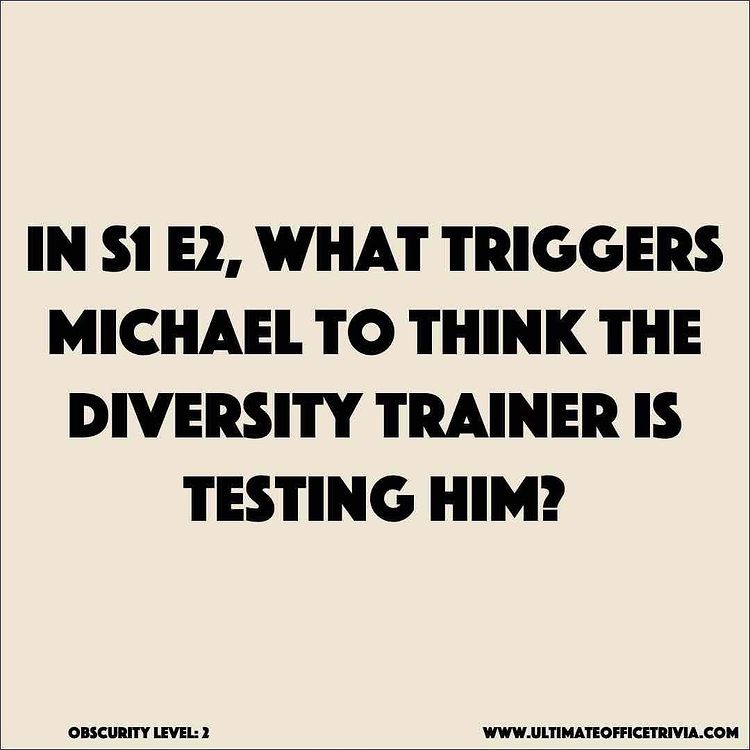 IN S1 E2, WHAT TRIGGERS
MICHAEL TO THINK THE
DIVERSITY TRAINER IS
TESTING HIM?
OBSCURITY LEVEL: 2
WWW.ULTIMATEOFFICETRIVIA.COM